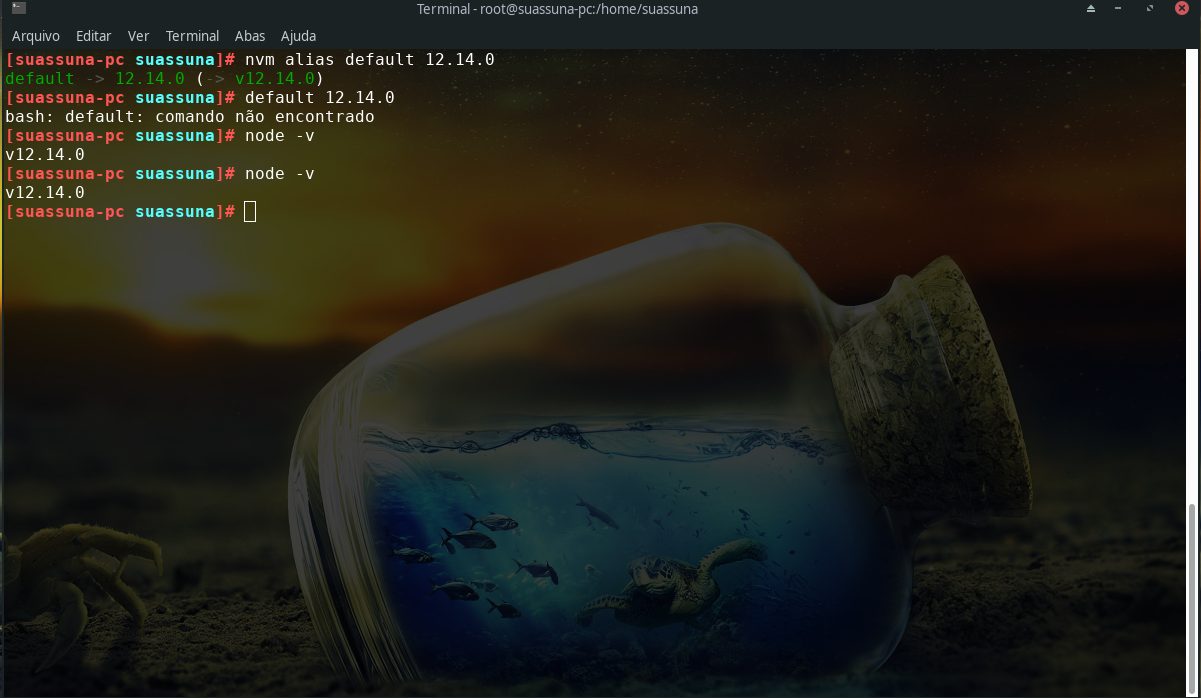 Terminal - root@suassuna-pc:/home/suassuna
Arquivo Editar Ver Terminal Abas Ajuda
[suassuna-pc suassuna]# nvm alias default 12.14.0
default -> 12.14.0 (-> v12.14.0)
[suassuna-pc suassuna]# default 12.14.0
bash: default: comando não encontrado
[suassuna-pc suassuna]# node -v
v12.14.0
[suassuna-pc suassuna]# node -v
v12.14.0
[suassuna-pc suassuna]#